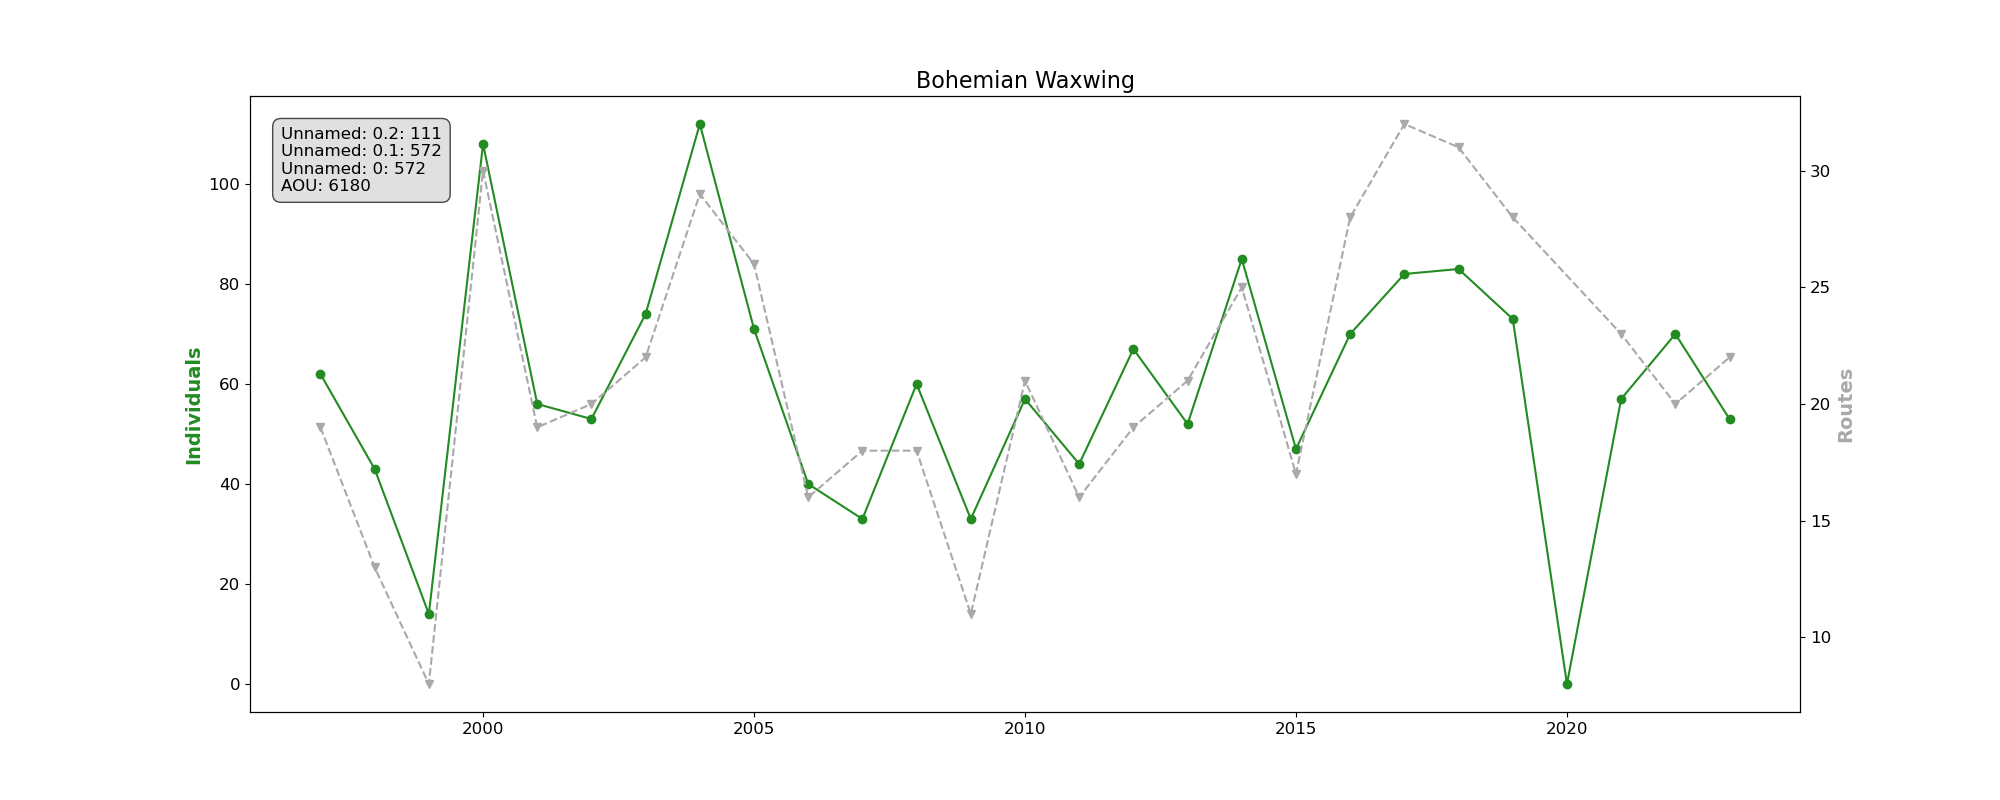 Bohemian Waxwing
Unnamed: 0.2: 111
Unnamed: 0.1: 572
Unnamed: 0: 572
AOU: 6180
Individuals
100
80
60
40
20
0
30
25
20
15
10
Routes
2000
2005
2010
2015
2020